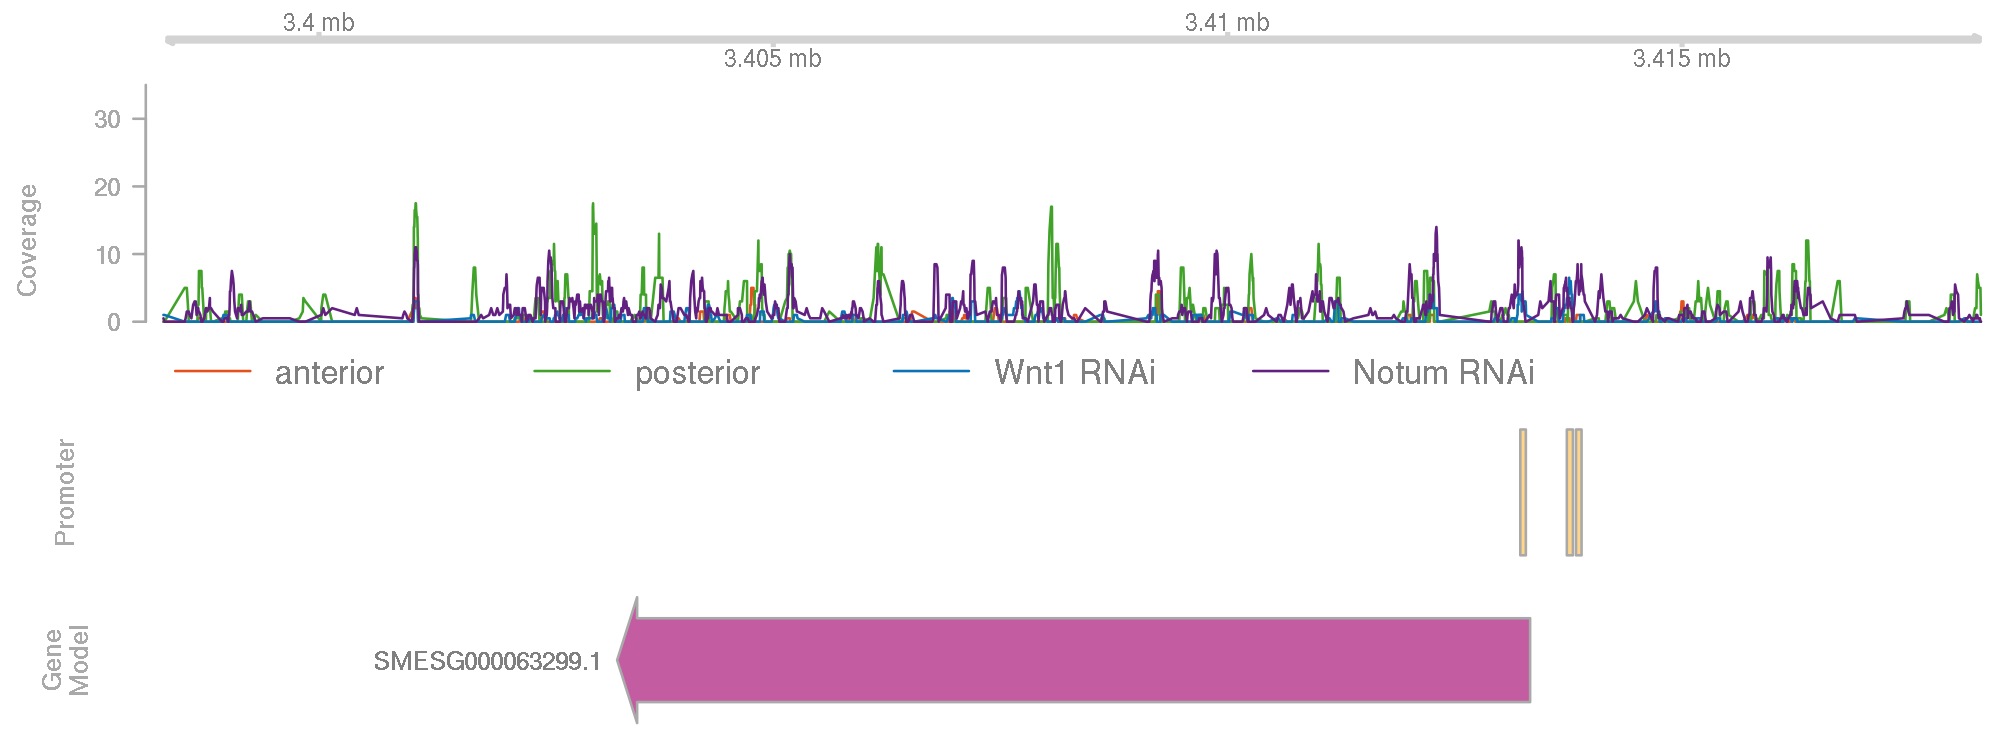 3.4 mb
3.41 mb
3.405 mb
3.415 mb
Coverage
30
20
10
0
anterior
posterior
Wnt1 RNAi
Notum RNAi
Promoter
Gene
Model
SMESG000063299.1